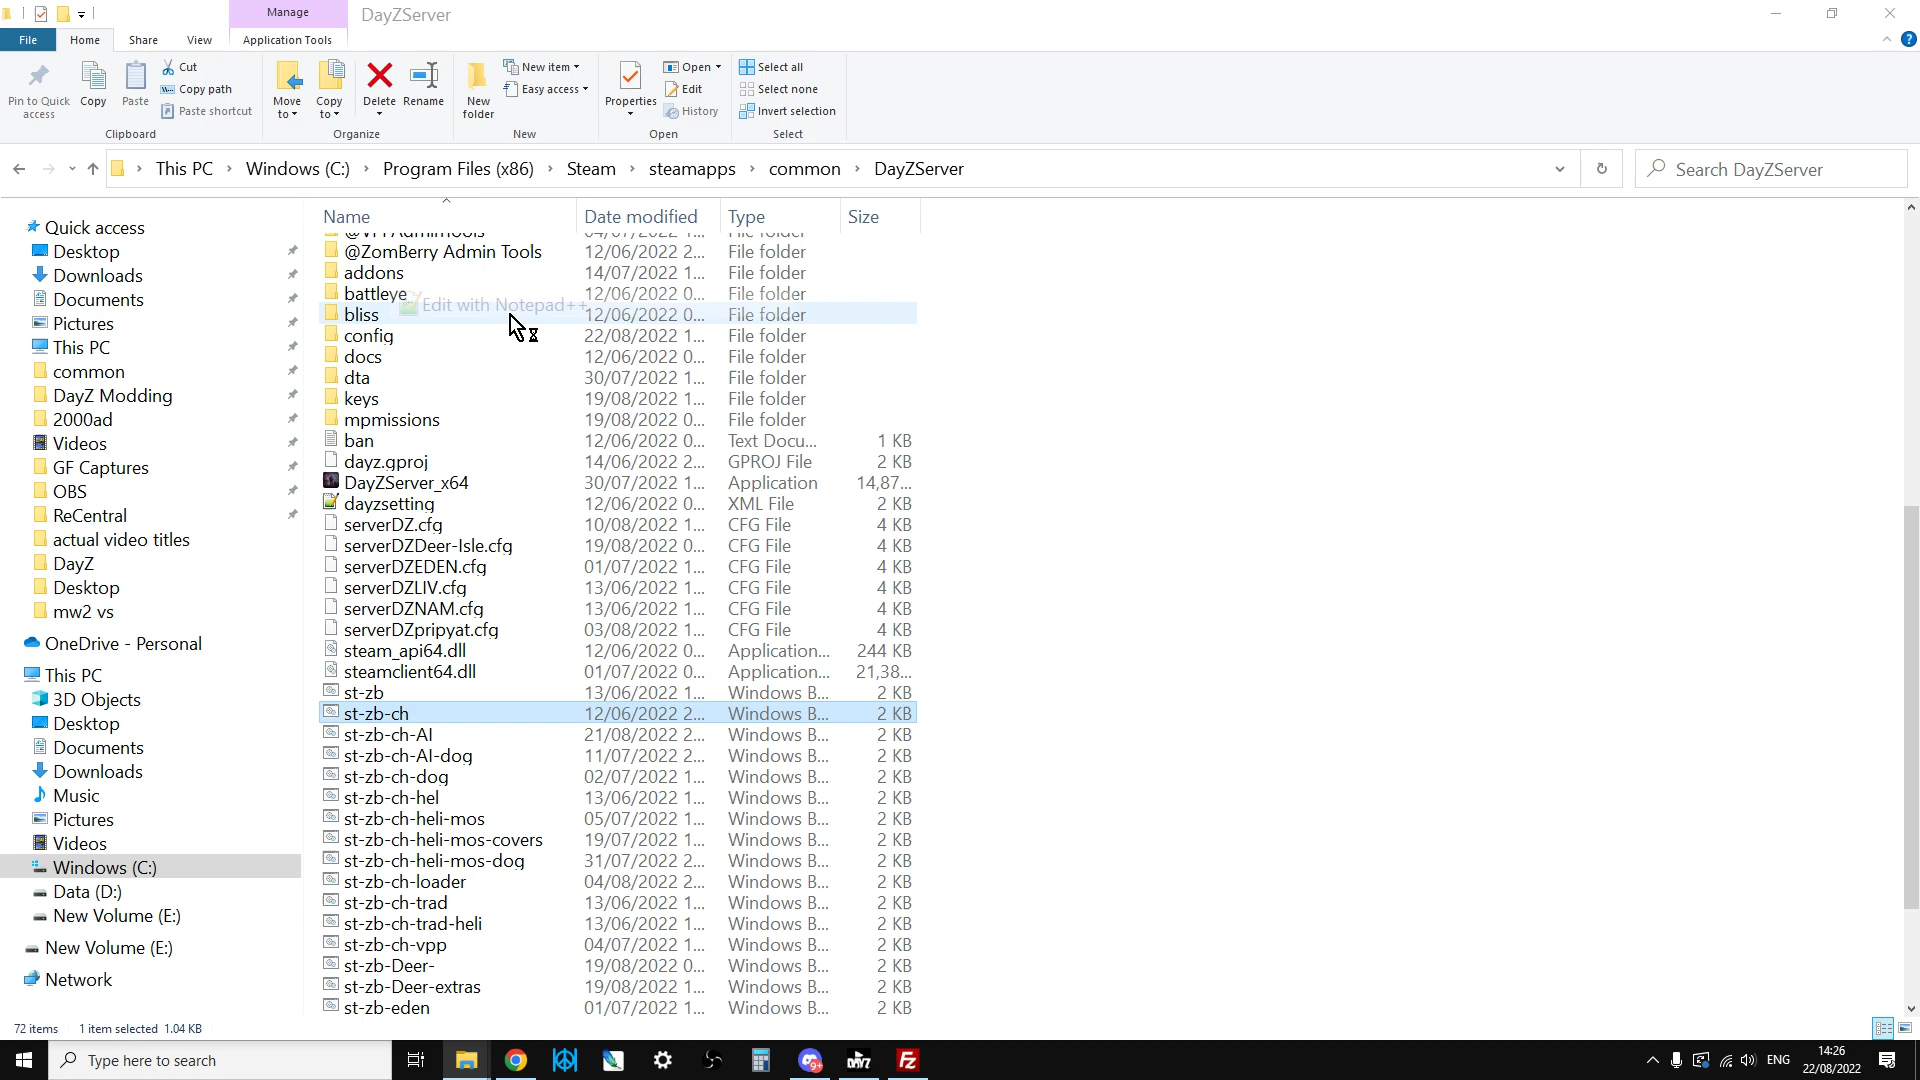 Manage
DayZServer
File
Home
Share
View
Application Tools
Pin to Quick access
Copy
Paste
Cut
Copy path
Paste shortcut
Clipboard
Move to
Copy to
Delete
Rename
Organize
New folder
New item
Easy access
New
Properties
Open
Edit
History
Open
Select all
Select none
Invert selection
Select
This PC > Windows (C:) > Program Files (x86) > Steam > steamapps > common > DayZServer
Search DayZServer
Quick access
Desktop
Downloads
Documents
Pictures
This PC
common
DayZ Modding
2000ad
Videos
GF Captures
OBS
ReCentral
actual video titles
DayZ
Desktop
mw2 vs
OneDrive - Personal
This PC
3D Objects
Desktop
Documents
Downloads
Music
Pictures
Videos
Windows (C:)
Data (D:)
New Volume (E:)
New Volume (E:)
Network
Name Date modified Type Size
@ZomBerry Admin Tools 12/06/2022 2... File folder
addons 14/07/2022 1... File folder
battleye 12/06/2022 0... File folder
Edit with Notepad++
bliss 12/06/2022 0... File folder
config 22/08/2022 1... File folder
docs 12/06/2022 0... File folder
dta 30/07/2022 1... File folder
keys 19/08/2022 1... File folder
mpmissions 19/08/2022 0... File folder
ban 12/06/2022 0... Text Docu... 1 KB
dayz.gproj 14/06/2022 2... GPROJ File 2 KB
DayZServer_x64 30/07/2022 1... Application 14,87...
dayzsetting 12/06/2022 0... XML File 2 KB
serverDZ.cfg 10/08/2022 1... CFG File 4 KB
serverDZDeer-Isle.cfg 19/08/2022 0... CFG File 4 KB
serverDZEDEN.cfg 01/07/2022 1... CFG File 4 KB
serverDZLIV.cfg 13/06/2022 1... CFG File 4 KB
serverDZNAM.cfg 13/06/2022 1... CFG File 4 KB
serverDZpripyat.cfg 03/08/2022 1... CFG File 4 KB
steam_api64.dll 12/06/2022 0... Application... 244 KB
steamclient64.dll 01/07/2022 0... Application... 21,38...
st-zb 13/06/2022 1... Windows B... 2 KB
st-zb-ch 12/06/2022 2... Windows B... 2 KB
st-zb-ch-AI 21/08/2022 2... Windows B... 2 KB
st-zb-ch-AI-dog 11/07/2022 2... Windows B... 2 KB
st-zb-ch-dog 02/07/2022 1... Windows B... 2 KB
st-zb-ch-hel 13/06/2022 1... Windows B... 2 KB
st-zb-ch-heli-mos 05/07/2022 1... Windows B... 2 KB
st-zb-ch-heli-mos-covers 19/07/2022 1... Windows B... 2 KB
st-zb-ch-heli-mos-dog 31/07/2022 2... Windows B... 2 KB
st-zb-ch-loader 04/08/2022 2... Windows B... 2 KB
st-zb-ch-trad 13/06/2022 1... Windows B... 2 KB
st-zb-ch-trad-heli 13/06/2022 1... Windows B... 2 KB
st-zb-ch-vpp 04/07/2022 1... Windows B... 2 KB
st-zb-Deer- 19/08/2022 0... Windows B... 2 KB
st-zb-Deer-extras 19/08/2022 1... Windows B... 2 KB
st-zb-eden 01/07/2022 1... Windows B... 2 KB
72 items 1 item selected 1.04 KB
Type here to search
DAYZ
FZ
ENG
14:26
22/08/2022